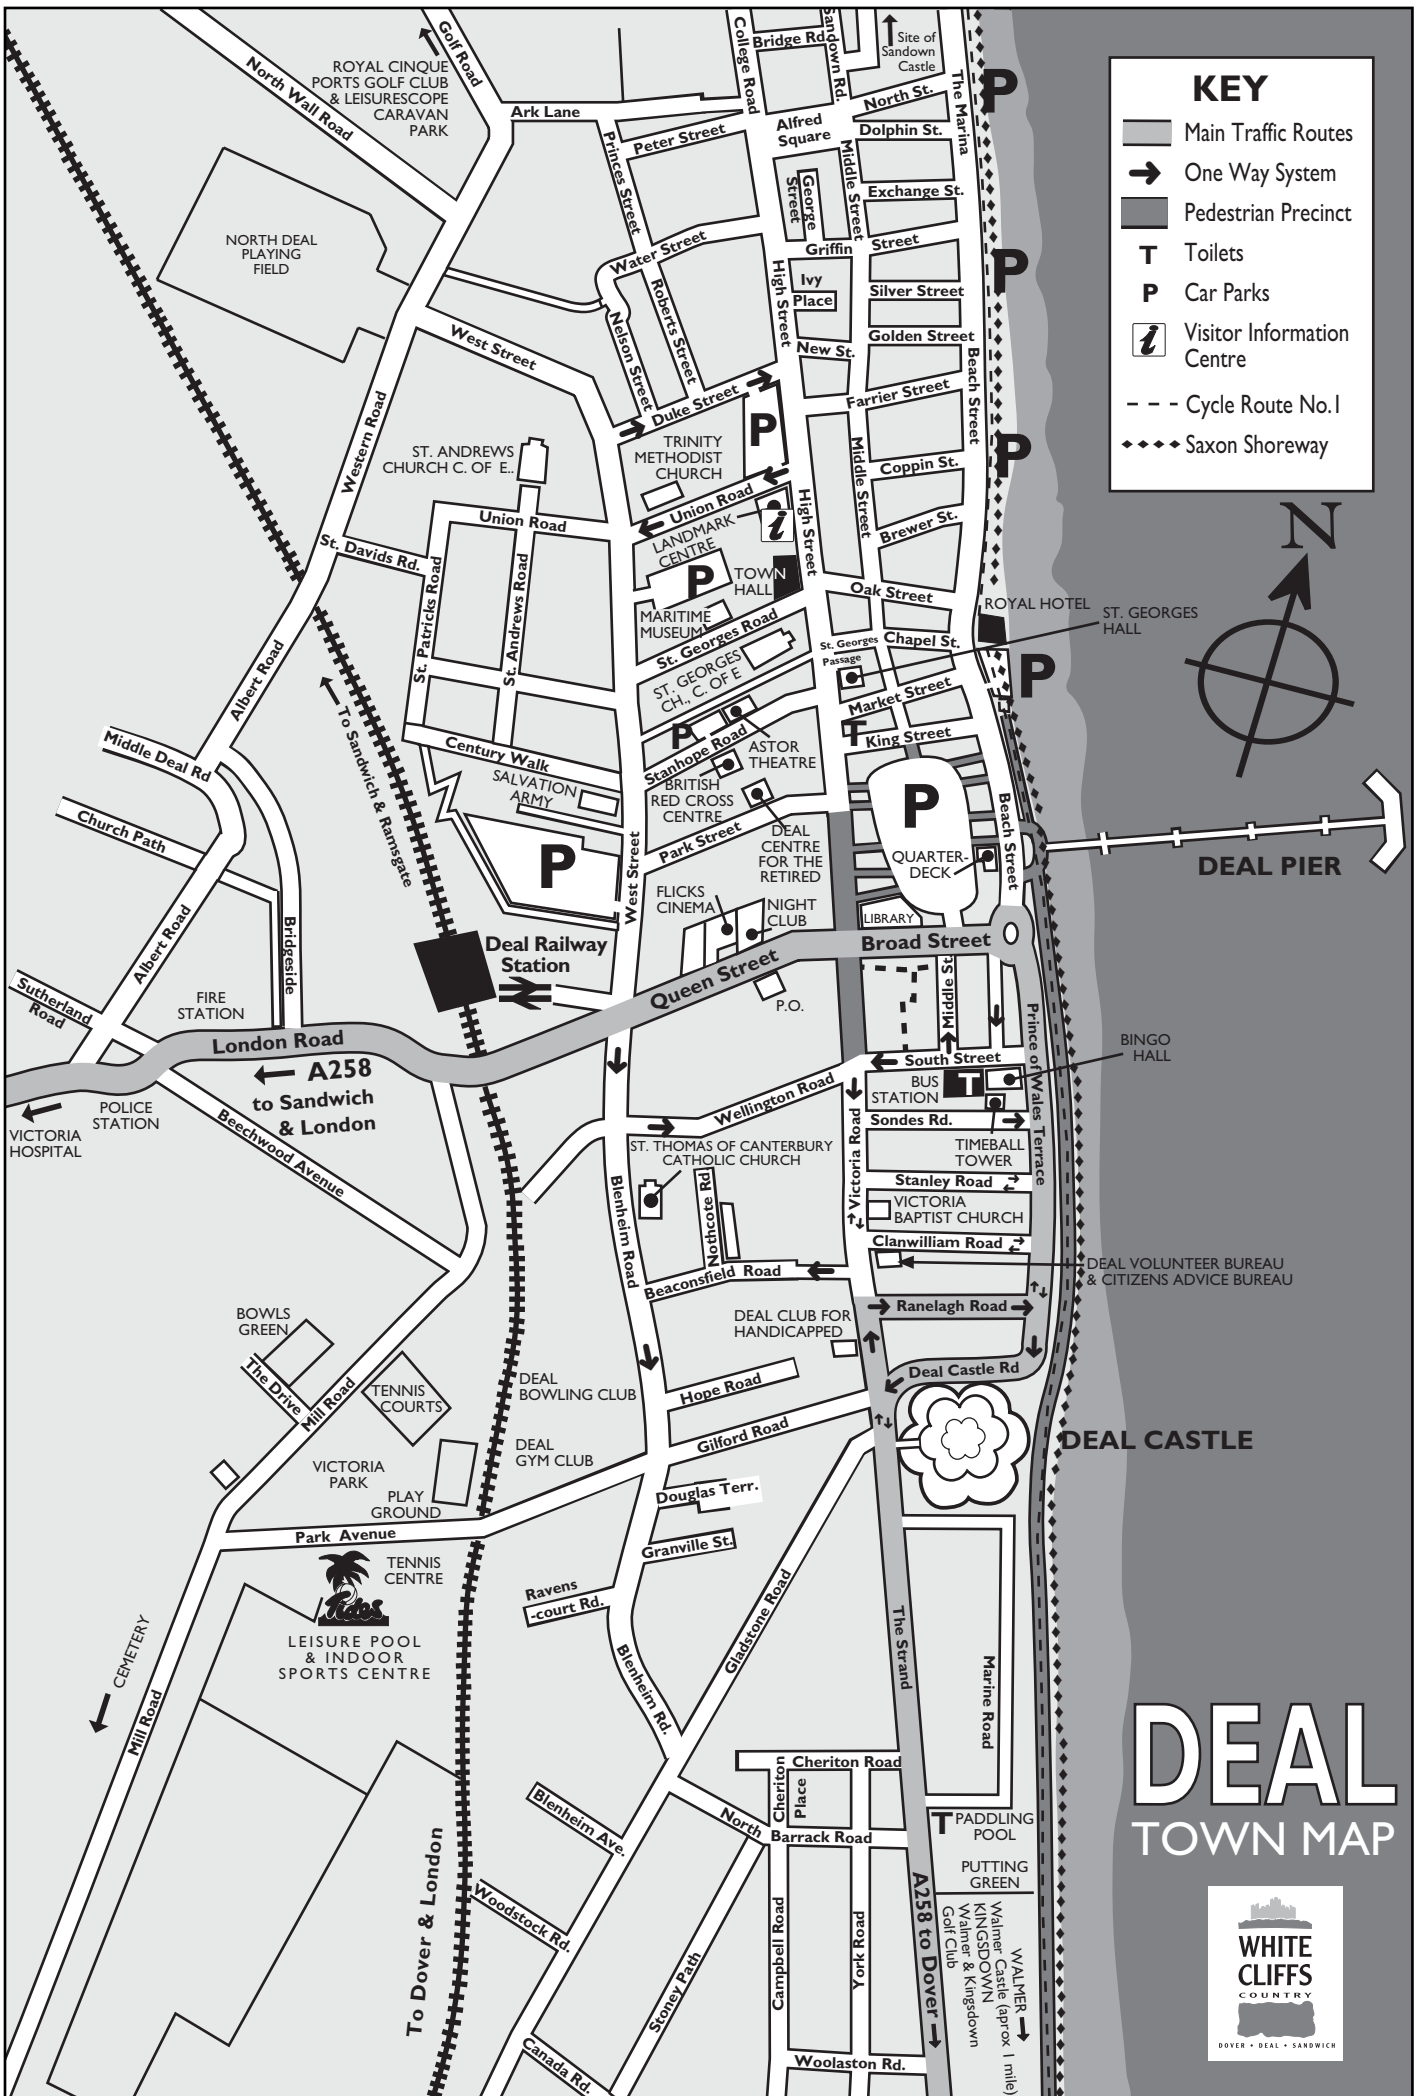 Golf Road
North Wall Road
ROYAL CINQUE
PORTS GOLF CLUB
& LEISURESCOPE
CARAVAN
PARK
College Road
Bridge Rd.
Sandown Rd.
Site of
Sandown
Castle
The Marina
P
North St.
Ark Lane
Alfred
Square
Dolphin St.
Peter Street
Princes Street
Middle Street
George
Street
Exchange St.
NORTH DEAL
PLAYING
FIELD
Water Street
Griffin Street
P
Ivy
Place
Silver Street
Roberts Street
High Street
Nelson Street
Golden Street
West Street
New St.
Beach Street
Duke Street
Farrier Street
Western Road
P
P
TRINITY
METHODIST
CHURCH
ST. ANDREWS
CHURCH C. OF E..
Middle Street
Coppin St.
Union Road
Union Road
High Street
Brewer St.
LANDMARK
CENTRE
i
St. Davids Rd.
P
TOWN
HALL
Oak Street
St. Patricks Road
St. Andrews Road
MARITIME
MUSEUM
ROYAL HOTEL
ST. GEORGES
HALL
St. Georges Road
St. Georges
Passage
Chapel St.
Albert Road
ST. GEORGES
CH., C. OF E
P
Market Street
T
King Street
To Sandwich & Ramsgate
Middle Deal Rd
Century Walk
P
Stanhope Road
ASTOR
THEATRE
SALVATION
ARMY
BRITISH
RED CROSS
CENTRE
Church Path
P
Beach Street
Park Street
DEAL
CENTRE
FOR THE
RETIRED
QUARTER-
DECK
DEAL PIER
P
West Street
FLICKS
CINEMA
NIGHT
CLUB
LIBRARY
Albert Road
Bridgeside
Deal Railway
Station
Broad Street
Queen Street
P.O.
Sutherland
Road
FIRE
STATION
Middle St.
Prince of Wales Terrace
London Road
A258
to Sandwich
& London
South Street
BINGO
HALL
BUS
STATION
T
POLICE
STATION
VICTORIA
HOSPITAL
Beechwood Avenue
Wellington Road
Sondes Rd.
TIMEBALL
TOWER
ST. THOMAS OF CANTERBURY
CATHOLIC CHURCH
Victoria Road
Stanley Road
Blenheim Road
Nothcote Rd
VICTORIA
BAPTIST CHURCH
Clanwilliam Road
DEAL VOLUNTEER BUREAU
& CITIZENS ADVICE BUREAU
Beaconsfield Road
Ranelagh Road
DEAL CLUB FOR
HANDICAPPED
BOWLS
GREEN
The Drive
Mill Road
TENNIS
COURTS
DEAL
BOWLING CLUB
Hope Road
Deal Castle Rd
DEAL CASTLE
Gilford Road
DEAL
GYM CLUB
VICTORIA
PARK
PLAY
GROUND
Douglas Terr.
Park Avenue
Granville St.
TENNIS
CENTRE
Tides
LEISURE POOL
& INDOOR
SPORTS CENTRE
Ravens
-court Rd.
Gladstone Road
The Strand
Marine Road
CEMETERY
Mill Road
Blenheim Rd.
Cheriton Road
Cheriton
Place
Blenheim Ave.
North
Barrack Road
T
PADDLING
POOL
PUTTING
GREEN
To Dover & London
Woodstock Rd.
Stoney Path
Campbell Road
York Road
A258 to Dover
WALMER
Walmer Castle (aprox 1 mile)
KINGSDOWN
Walmer & Kingsdown
Golf Club
Canada Rd.
Woolaston Rd.
KEY
Main Traffic Routes
One Way System
Pedestrian Precinct
T Toilets
P Car Parks
i Visitor Information
Centre
Cycle Route No.1
Saxon Shoreway
N
DEAL
TOWN MAP
WHITE
CLIFFS
COUNTRY
DOVER • DEAL • SANDWICH